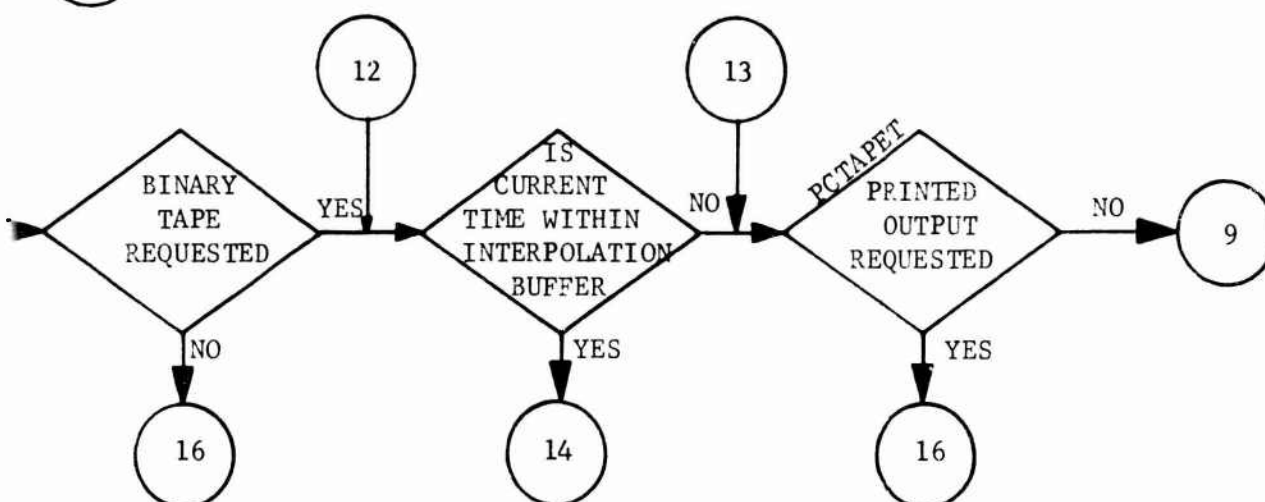 12
13
BINARY
TAPE
REQUESTED
YES
NO
16
IS
CURRENT
TIME WITHIN
INTERPOLATION
BUFFER
NO
YES
14
PCTAPET
PRINTED
OUTPUT
REQUESTED
NO
9
YES
16